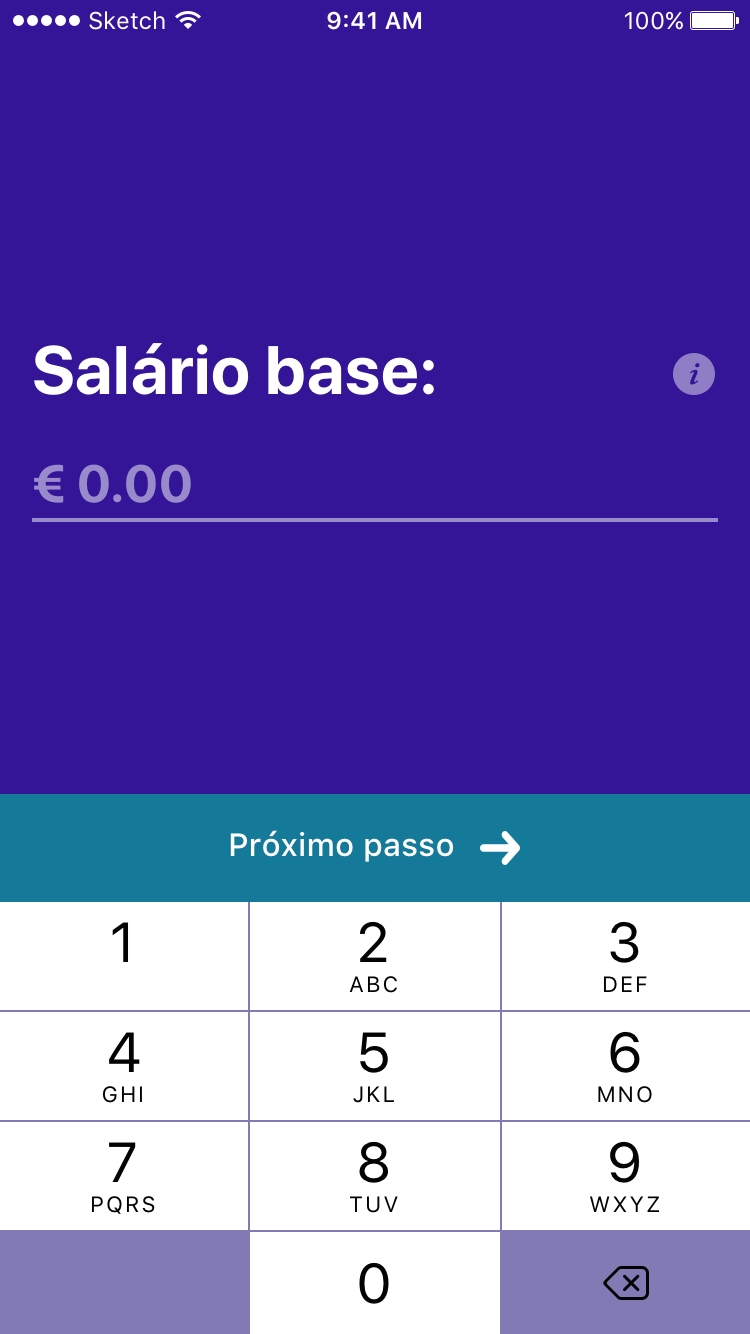 Sketch 9:41 AM 100%
Salário base:
i
€ 0.00
Próximo passo
1 2 3
ABC DEF
4 5 6
GHI JKL MNO
7 8 9
PQRS TUV WXYZ
0